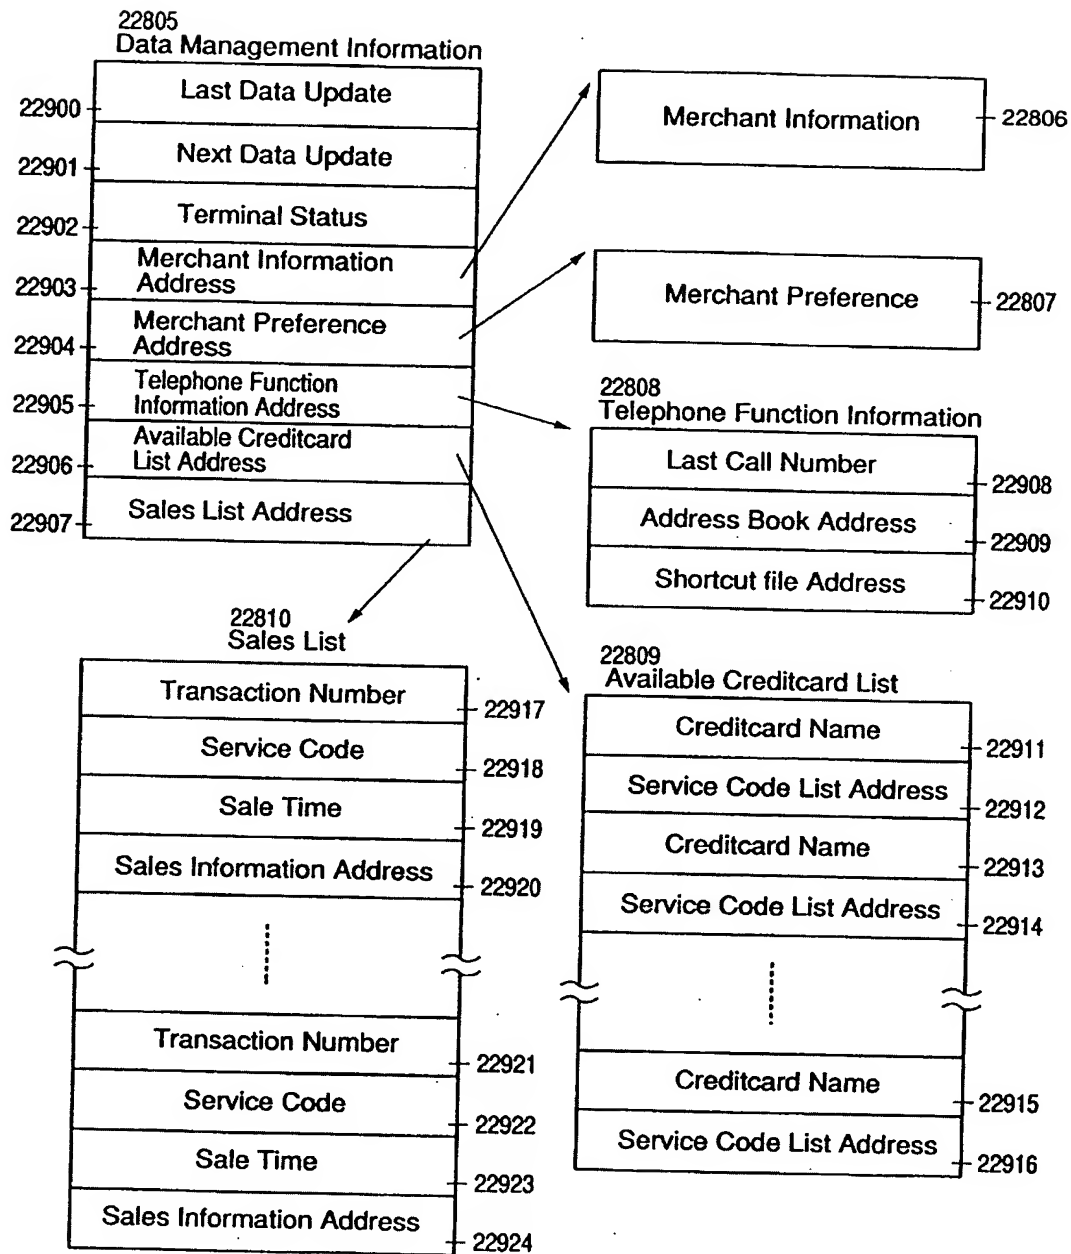 22805
Data Management Information
Last Data Update
22900
Next Data Update
22901
Terminal Status
22902
Merchant Information
Address
22903
Merchant Preference
Address
22904
Telephone Function
Information Address
22905
Available Creditcard
List Address
22906
Sales List Address
22907
Merchant Information
22806
Merchant Preference
22807
22808
Telephone Function Information
Last Call Number
22908
Address Book Address
22909
Shortcut file Address
22910
22810
Sales List
Transaction Number
22917
Service Code
22918
Sale Time
22919
Sales Information Address
22920
Transaction Number
22921
Service Code
22922
Sale Time
22923
Sales Information Address
22924
22809
Available Creditcard List
Creditcard Name
22911
Service Code List Address
22912
Creditcard Name
22913
Service Code List Address
22914
Creditcard Name
22915
Service Code List Address
22916